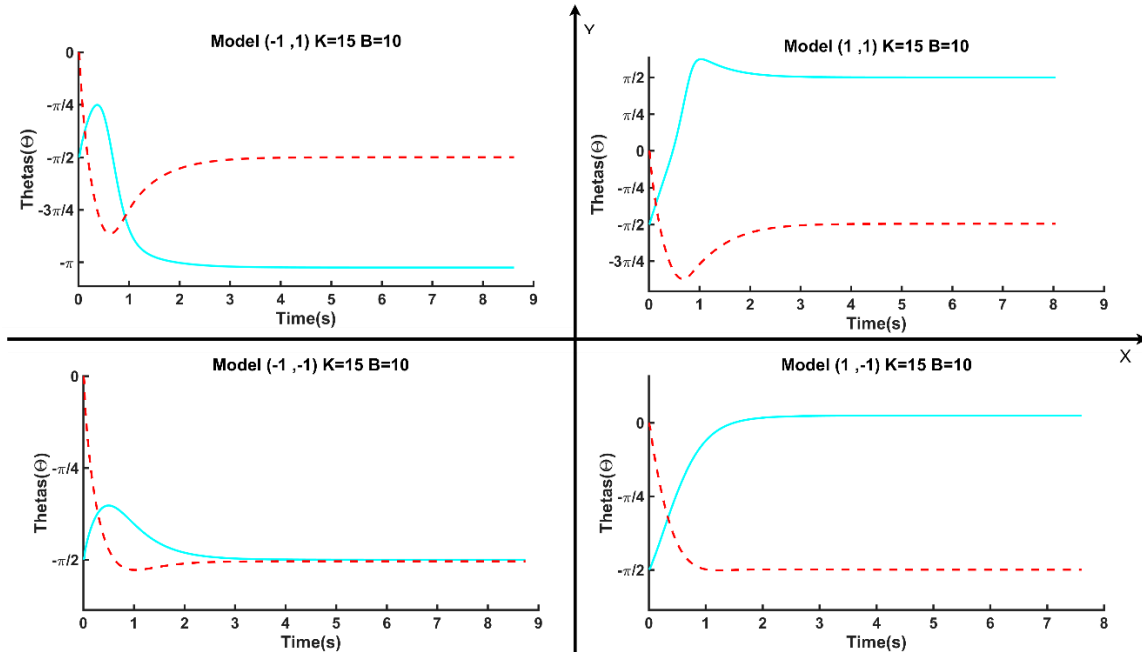 Y
Model (-1 ,1) K=15 B=10
0
-π/4
-π/2
-3π/4
-π
Thetas(Θ)
0 1 2 3 4 5 6 7 8 9
Time(s)
Model (1 ,1) K=15 B=10
π/2
π/4
0
-π/4
-π/2
-3π/4
Thetas(Θ)
0 1 2 3 4 5 6 7 8 9
Time(s)
X
Model (-1 ,-1) K=15 B=10
0
-π/4
-π/2
Thetas(Θ)
0 1 2 3 4 5 6 7 8 9
Time(s)
Model (1 ,-1) K=15 B=10
0
-π/4
-π/2
Thetas(Θ)
0 1 2 3 4 5 6 7 8
Time(s)